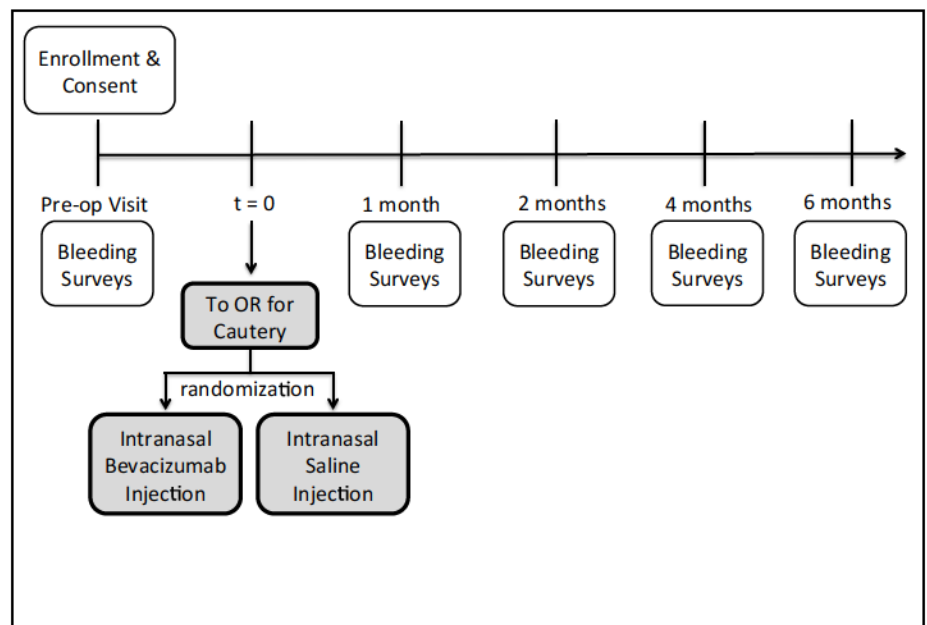 Enrollment &
Consent
Pre-op Visit
t = 0
1 month
2 months
4 months
6 months
Bleeding
Surveys
Bleeding
Surveys
Bleeding
Surveys
Bleeding
Surveys
Bleeding
Surveys
To OR for
Cautery
randomization
Intranasal
Bevacizumab
Injection
Intranasal
Saline
Injection